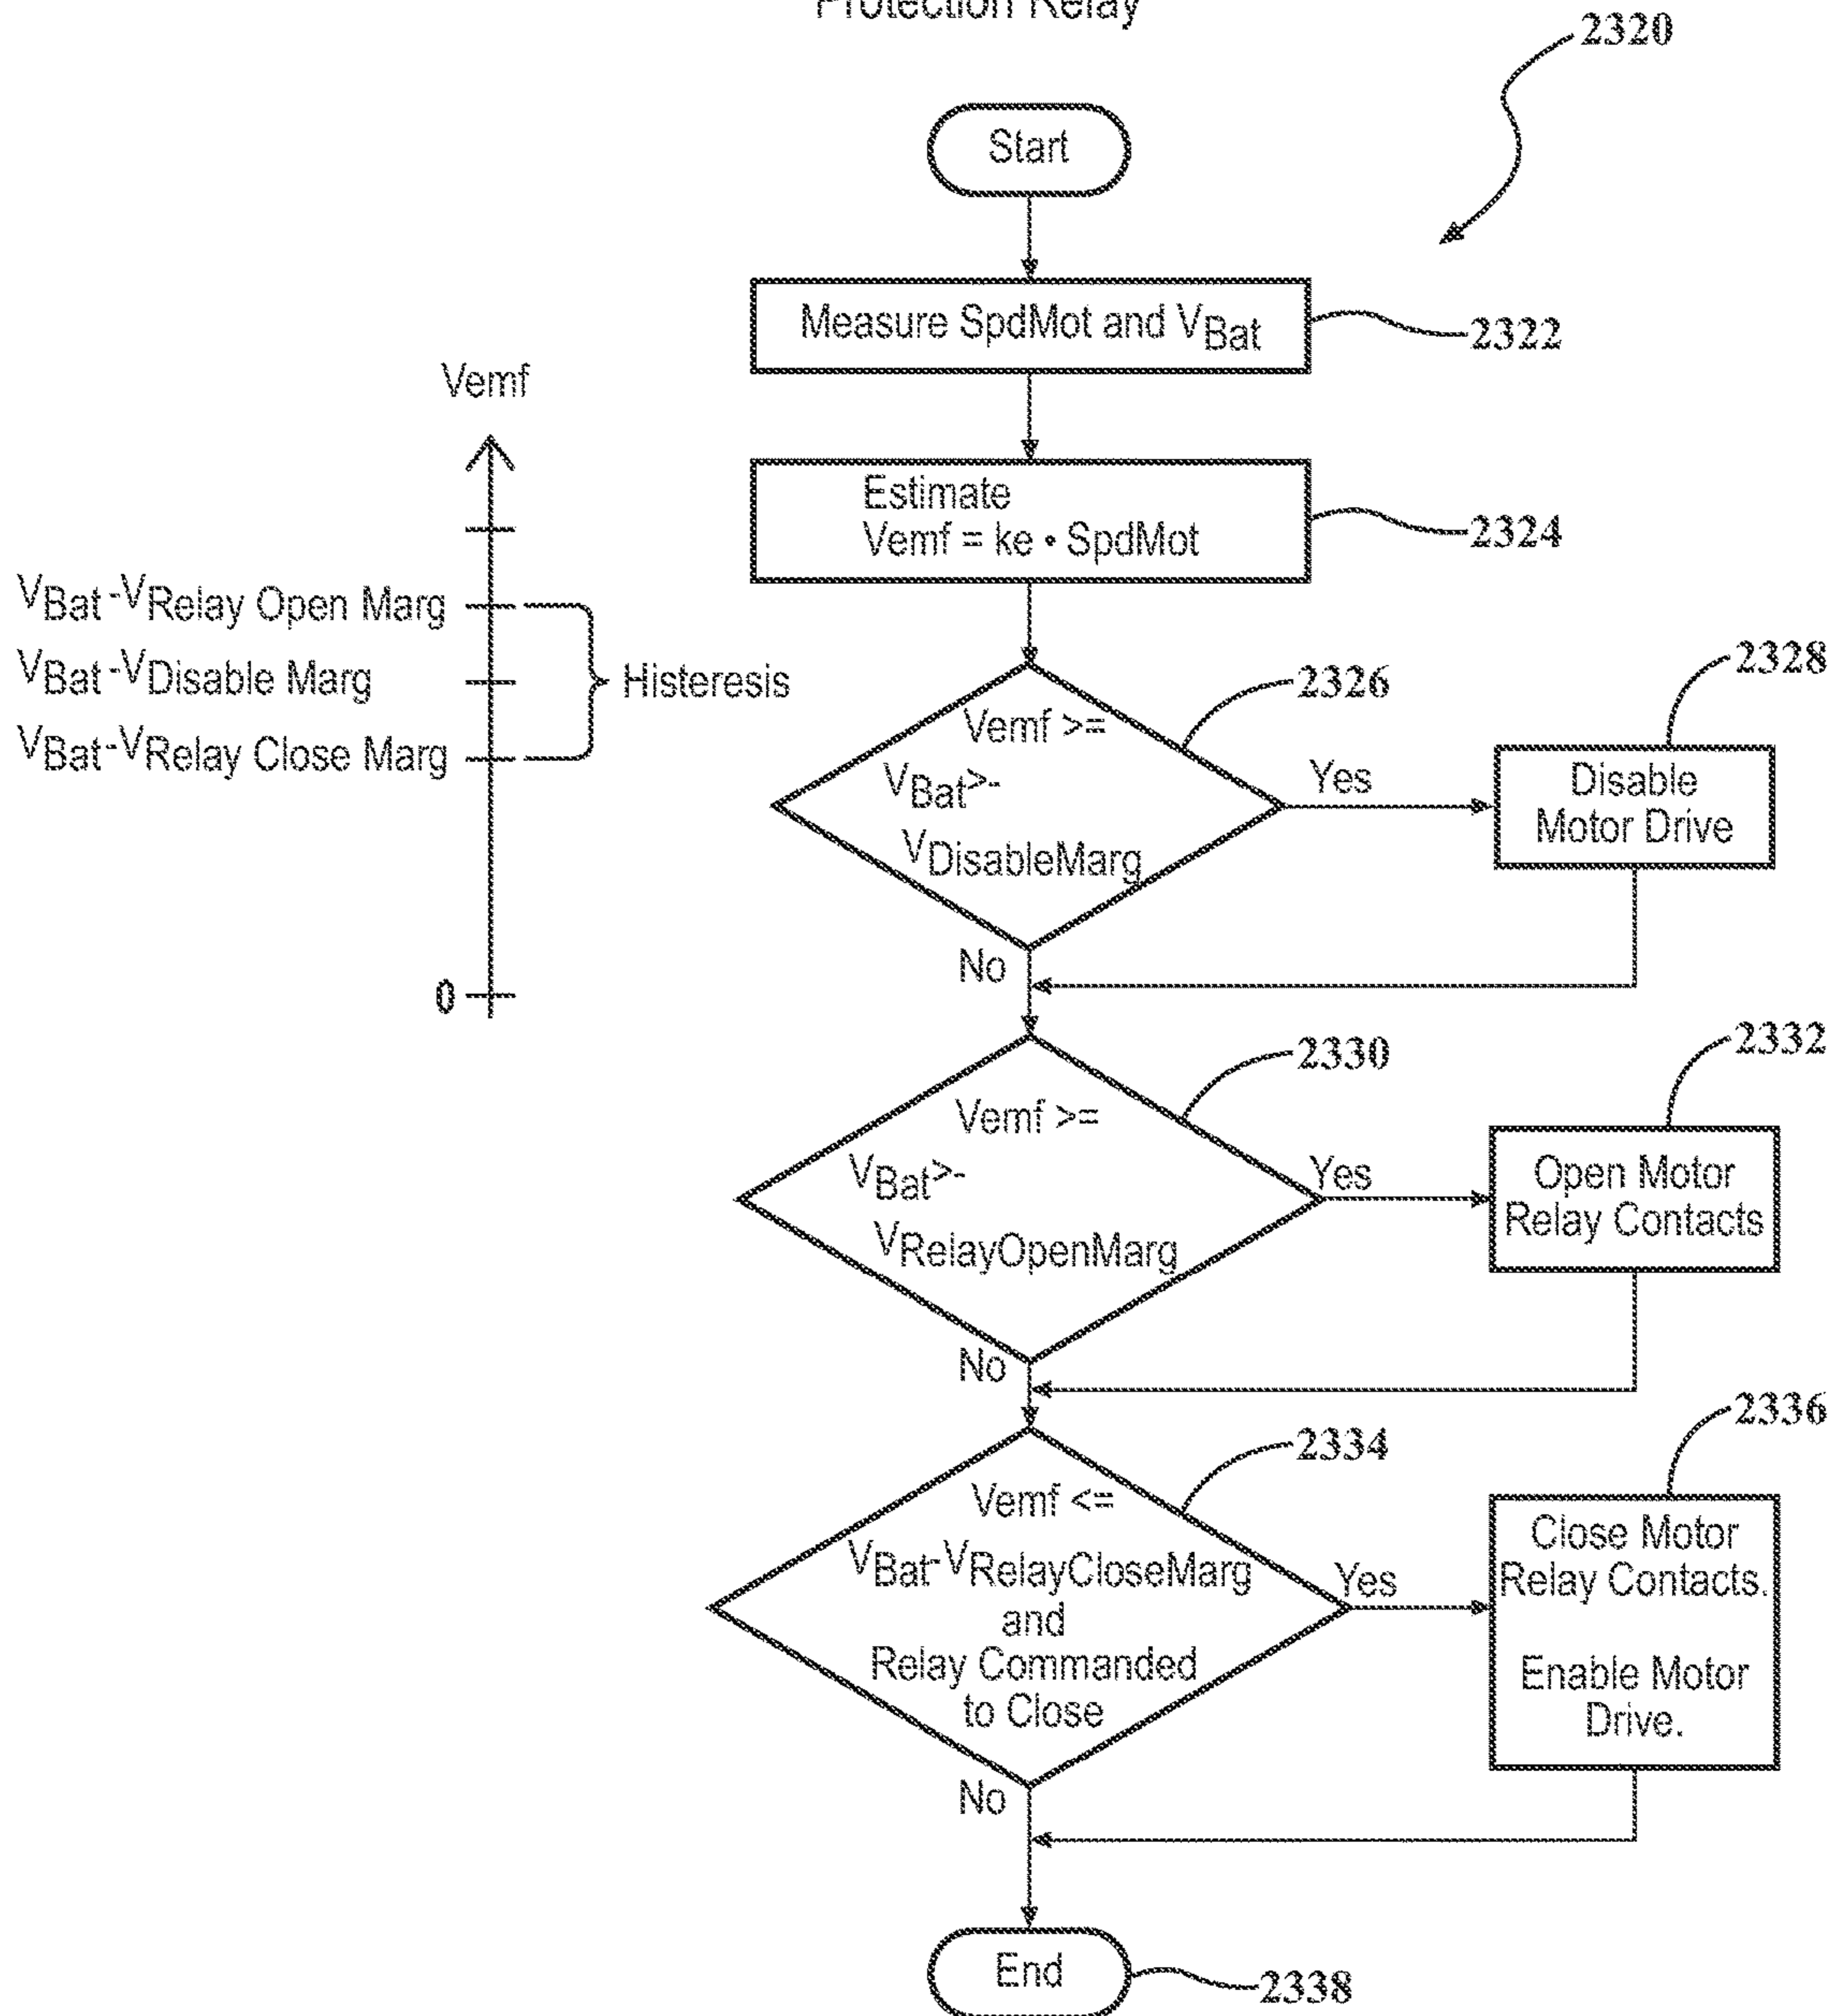 Protection Relay
2320
Start
Measure SpdMot and VBat
2322
Estimate
Vemf = ke • SpdMot
2324
Vemf
VBat -VRelay Open Marg
VBat -VDisable Marg
VBat -VRelay Close Marg
Histeresis
0
Vemf >=
VBat>-
VDisableMarg
2326
Yes
No
Disable
Motor Drive
2328
Vemf >=
VBat>-
VRelayOpenMarg
2330
Yes
No
Open Motor
Relay Contacts
2332
Vemf <=
VBat-VRelayCloseMarg
and
Relay Commanded
to Close
2334
Yes
No
Close Motor
Relay Contacts.
Enable Motor
Drive.
2336
End
2338